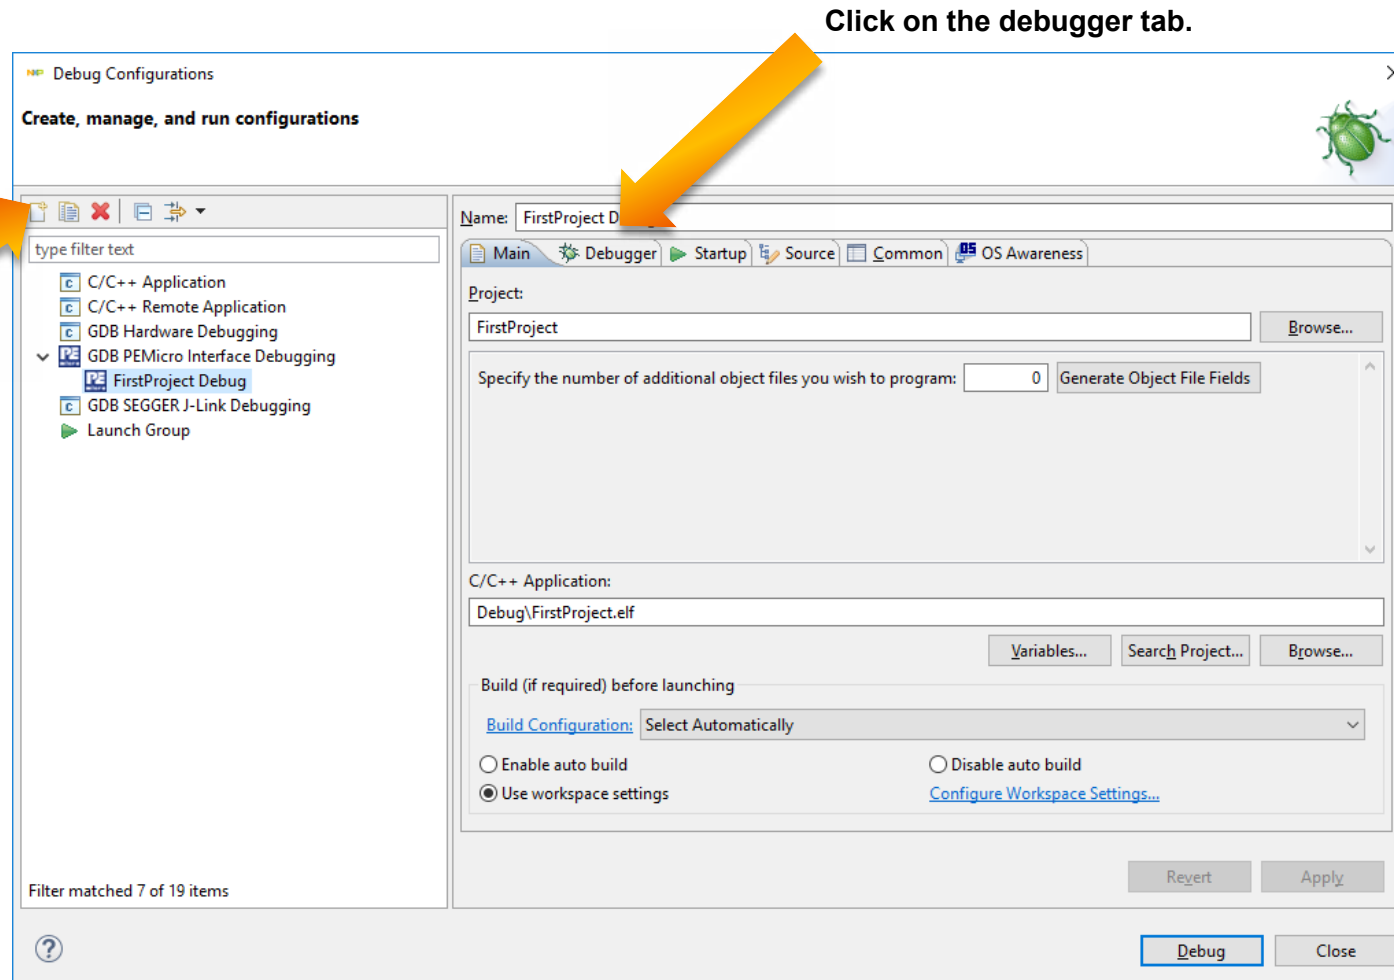 Click on the debugger tab.
NXP Debug Configurations
Create, manage, and run configurations
Name: FirstProject D
type filter text
Main Debugger Startup Source Common OS Awareness
C/C++ Application
C/C++ Remote Application
GDB Hardware Debugging
GDB PEMicro Interface Debugging
FirstProject Debug
GDB SEGGER J-Link Debugging
Launch Group
Filter matched 7 of 19 items
Project:
FirstProject Browse...
Specify the number of additional object files you wish to program: 0 Generate Object File Fields
C/C++ Application:
Debug\FirstProject.elf
Variables... Search Project... Browse...
Build (if required) before launching
Build Configuration: Select Automatically
Enable auto build Disable auto build
Use workspace settings Configure Workspace Settings...
Revert Apply
Debug Close